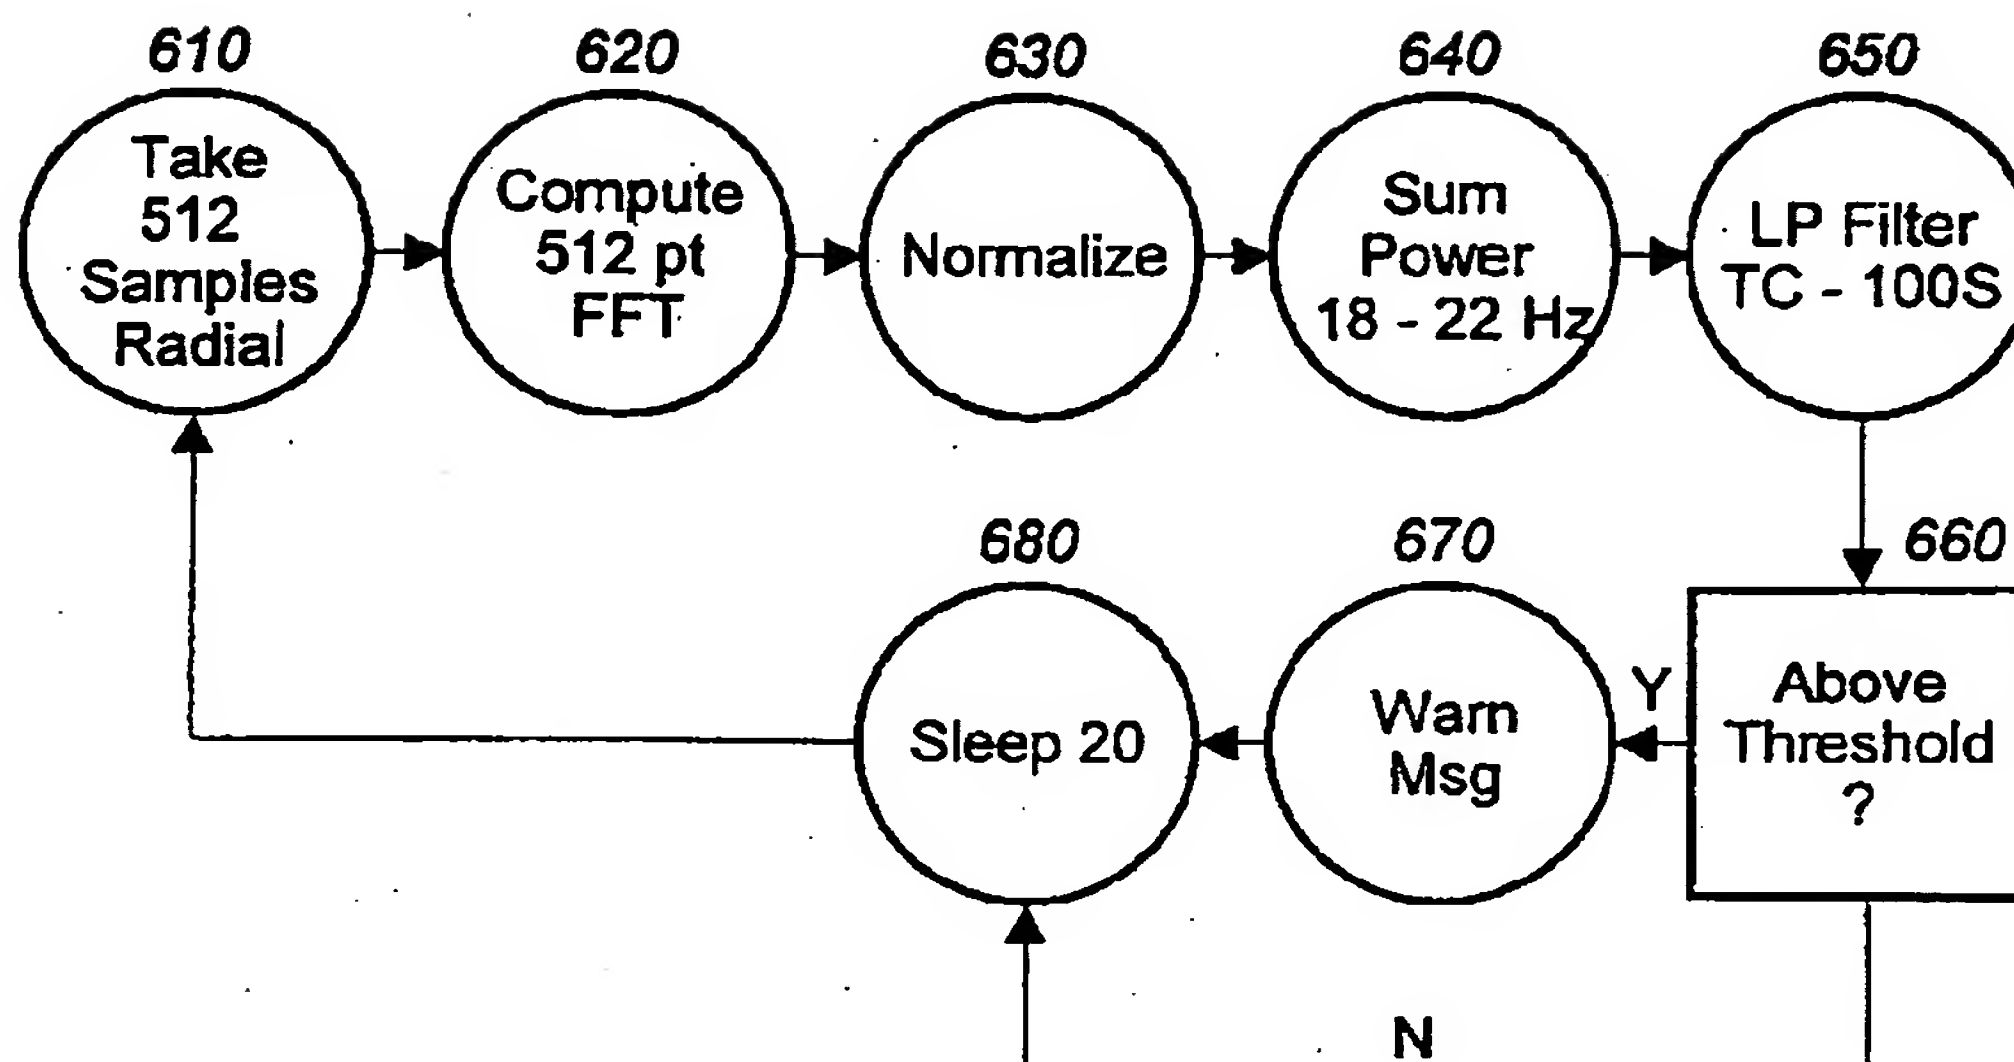 610
Take
512
Samples
Radial
620
Compute
512 pt
FFT
630
Normalize
640
Sum
Power
18 - 22 Hz
650
LP Filter
TC - 100S
680
Sleep 20
670
Warn
Msg
Y
660
Above
Threshold
?
N